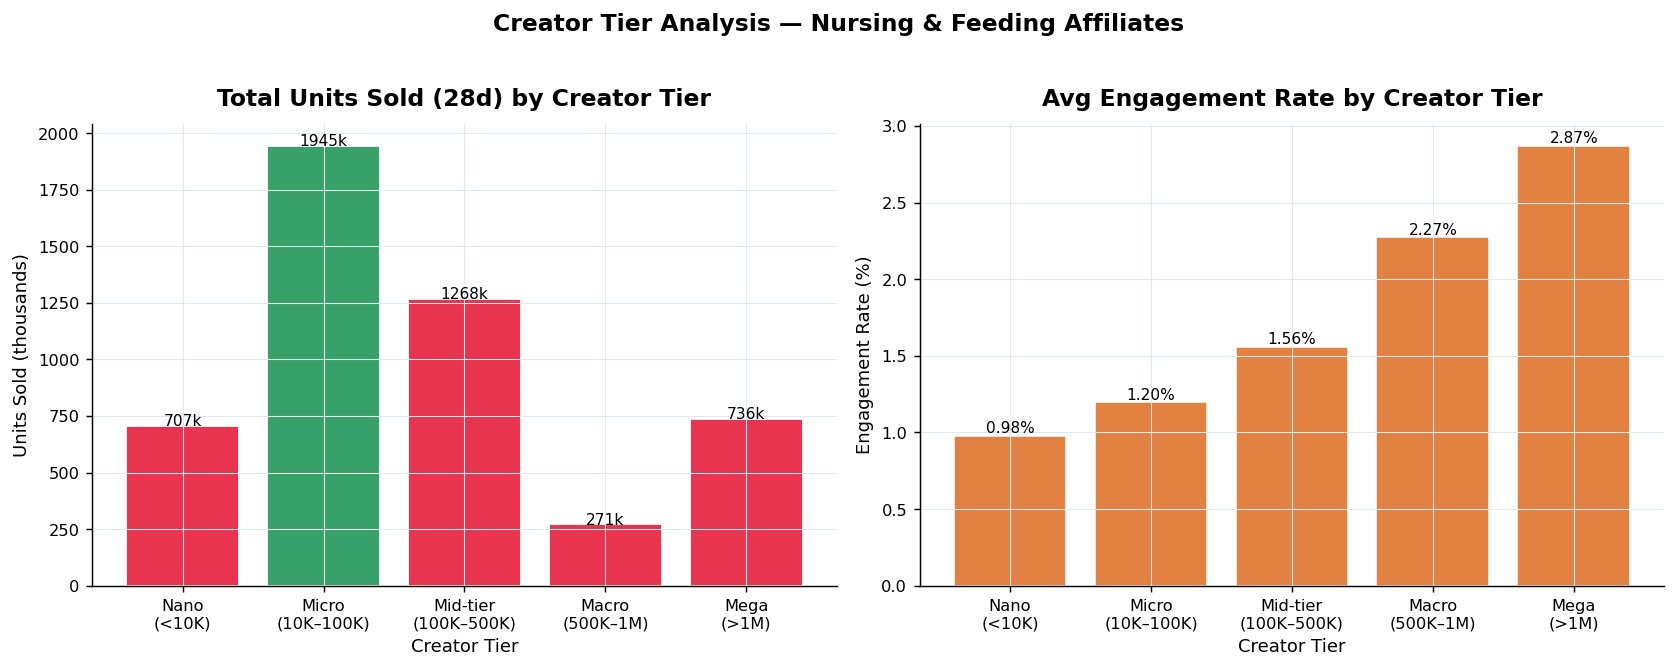 Creator Tier Analysis — Nursing & Feeding Affiliates
Total Units Sold (28d) by Creator Tier
Units Sold (thousands)
2000
1750
1500
1250
1000
750
500
250
0
707k
1945k
1268k
271k
736k
Nano
(<10K)
Micro
(10K–100K)
Mid-tier
(100K–500K)
Macro
(500K–1M)
Mega
(>1M)
Creator Tier
Avg Engagement Rate by Creator Tier
Engagement Rate (%)
3.0
2.5
2.0
1.5
1.0
0.5
0.0
0.98%
1.20%
1.56%
2.27%
2.87%
Nano
(<10K)
Micro
(10K–100K)
Mid-tier
(100K–500K)
Macro
(500K–1M)
Mega
(>1M)
Creator Tier